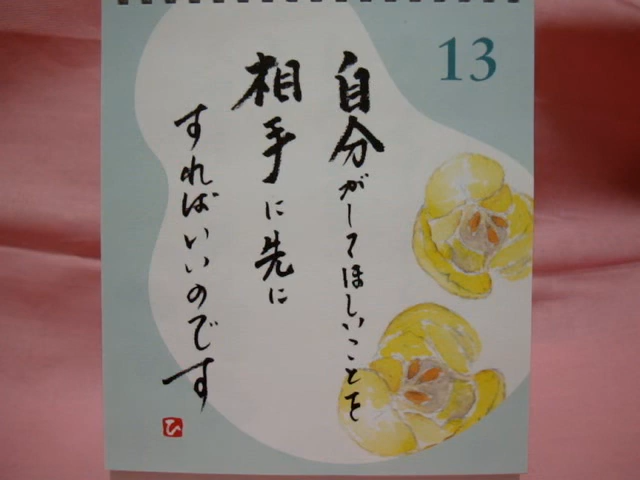 13
自分がしてほしいことを
相手に先に
すればいいのです
ひ